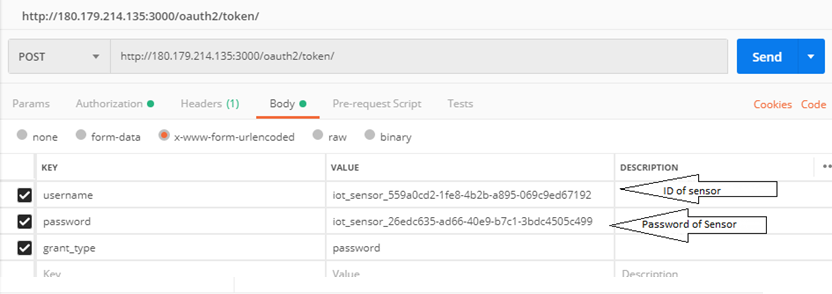 http://180.179.214.135:3000/oauth2/token/
POST http://180.179.214.135:3000/oauth2/token/ Send
Params Authorization Headers (1) Body Pre-request Script Tests Cookies Code
none form-data x-www-form-urlencoded raw binary
KEY VALUE DESCRIPTION
username iot_sensor_559a0cd2-1fe8-4b2b-a895-069c9ed67192 ID of sensor
password iot_sensor_26edc635-ad66-40e9-b7c1-3bdc4505c499 Password of Sensor
grant_type password
Key Value Description